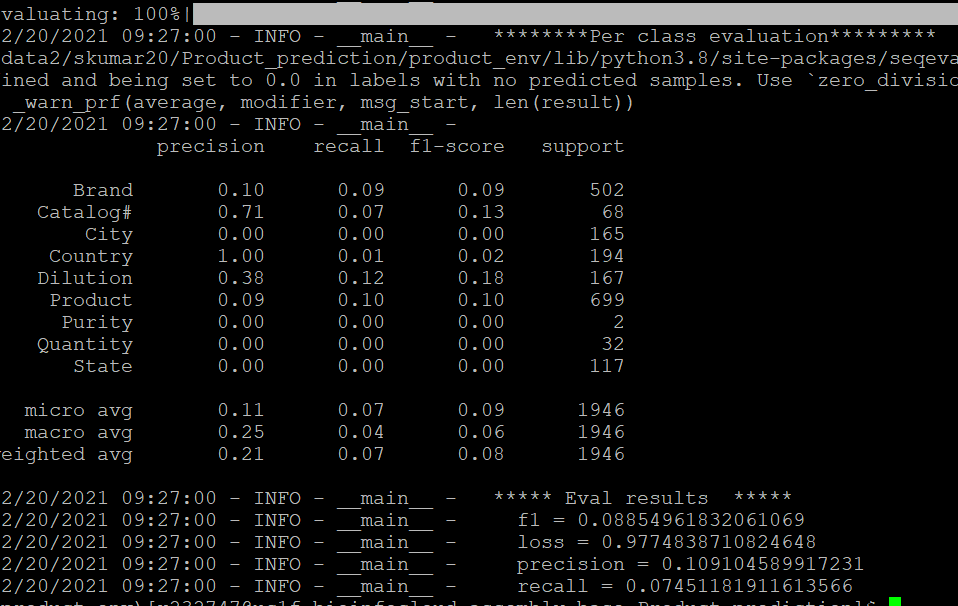 valuating: 100%|
2/20/2021 09:27:00 - INFO - __main__ - ********Per class evaluation*********
data2/skumar20/Product_prediction/product_env/lib/python3.8/site-packages/seqeva
ined and being set to 0.0 in labels with no predicted samples. Use `zero_divisio
_warn_prf(average, modifier, msg_start, len(result))
2/20/2021 09:27:00 - INFO - __main__ -
precision recall f1-score support
Brand 0.10 0.09 0.09 502
Catalog# 0.71 0.07 0.13 68
City 0.00 0.00 0.00 165
Country 1.00 0.01 0.02 194
Dilution 0.38 0.12 0.18 167
Product 0.09 0.10 0.10 699
Purity 0.00 0.00 0.00 2
Quantity 0.00 0.00 0.00 32
State 0.00 0.00 0.00 117
micro avg 0.11 0.07 0.09 1946
macro avg 0.25 0.04 0.06 1946
eighted avg 0.21 0.07 0.08 1946
2/20/2021 09:27:00 - INFO - __main__ - ***** Eval results *****
2/20/2021 09:27:00 - INFO - __main__ - f1 = 0.08854961832061069
2/20/2021 09:27:00 - INFO - __main__ - loss = 0.9774838710824648
2/20/2021 09:27:00 - INFO - __main__ - precision = 0.109104589917231
2/20/2021 09:27:00 - INFO - __main__ - recall = 0.07451181911613566